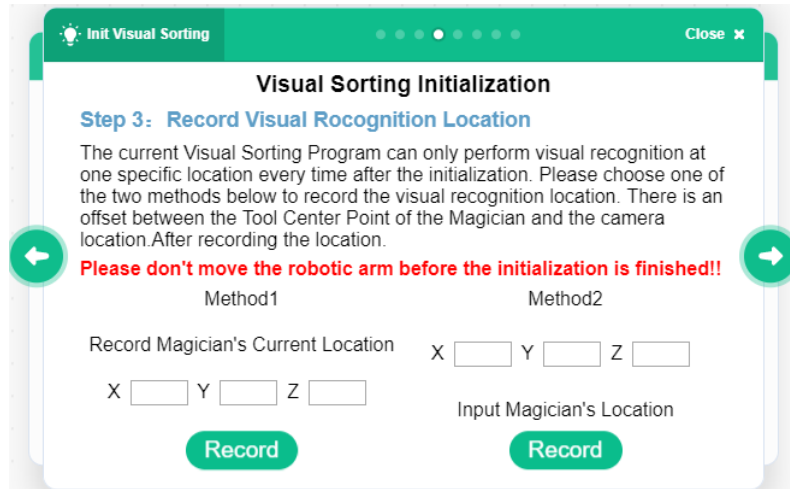 Init Visual Sorting
Close ×
Visual Sorting Initialization
Step 3： Record Visual Rocognition Location
The current Visual Sorting Program can only perform visual recognition at
one specific location every time after the initialization. Please choose one of
the two methods below to record the visual recognition location. There is an
offset between the Tool Center Point of the Magician and the camera
location.After recording the location.
Please don't move the robotic arm before the initialization is finished!!
Method1
Method2
Record Magician's Current Location
X Y Z
X Y Z
Input Magician's Location
Record
Record